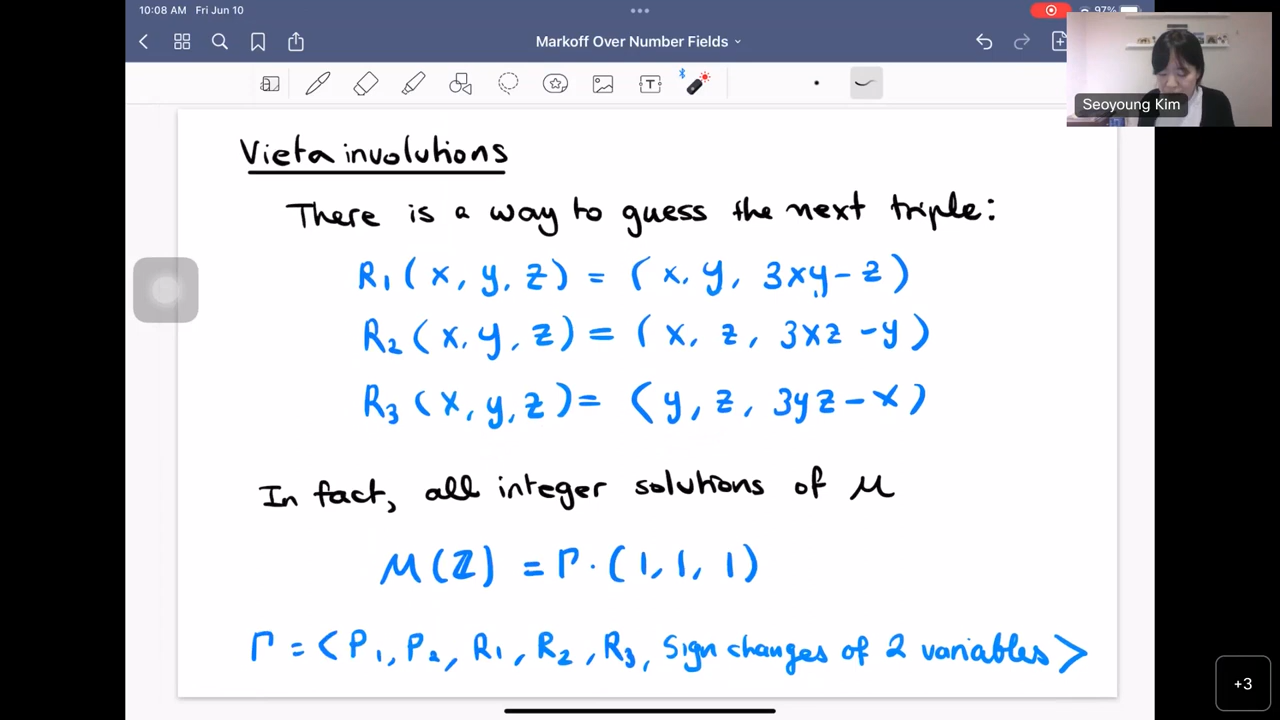 10:08 AM Fri Jun 10
97%
Markoff Over Number Fields
Seoyoung Kim
Vieta involutions
There is a way to guess the next triple:
R₁(x, y, z) = (x, y, 3xy - z)
R₂(x, y, z) = (x, z, 3xz - y)
R₃(x, y, z) = (y, z, 3yz - x)
In fact, all integer solutions of M
M(ℤ) = Γ · (1, 1, 1)
Γ = <P₁, P₂, R₁, R₂, R₃, Sign changes of 2 variables>
+3